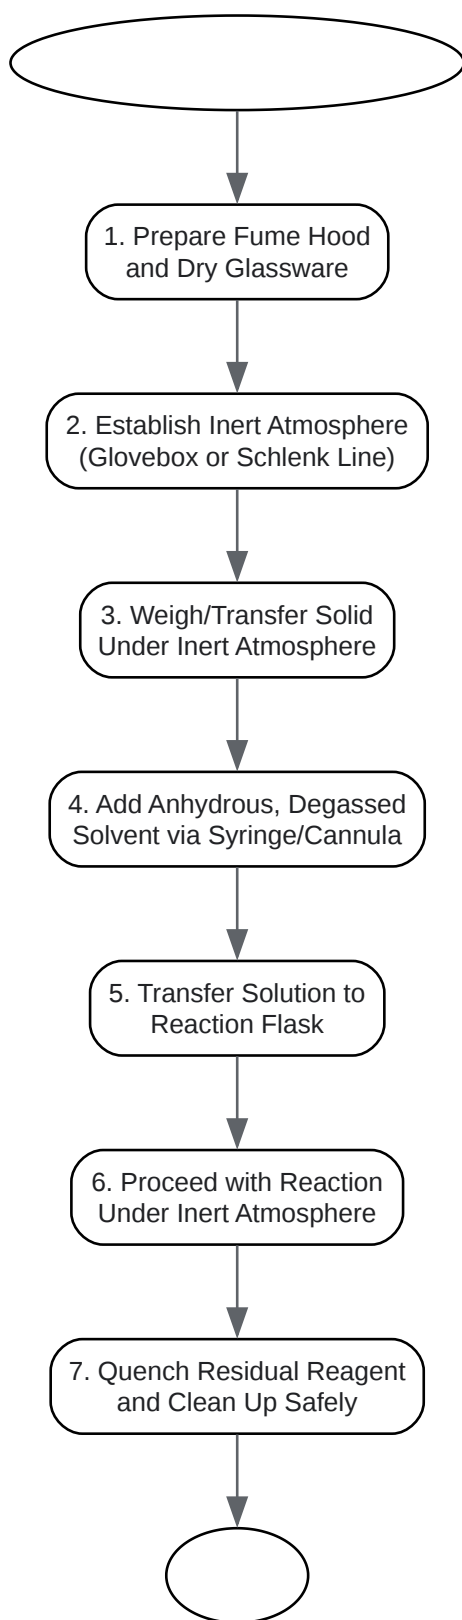 1. Prepare Fume Hood
and Dry Glassware
2. Establish Inert Atmosphere
(Glovebox or Schlenk Line)
3. Weigh/Transfer Solid
Under Inert Atmosphere
4. Add Anhydrous, Degassed
Solvent via Syringe/Cannula
5. Transfer Solution to
Reaction Flask
6. Proceed with Reaction
Under Inert Atmosphere
7. Quench Residual Reagent
and Clean Up Safely